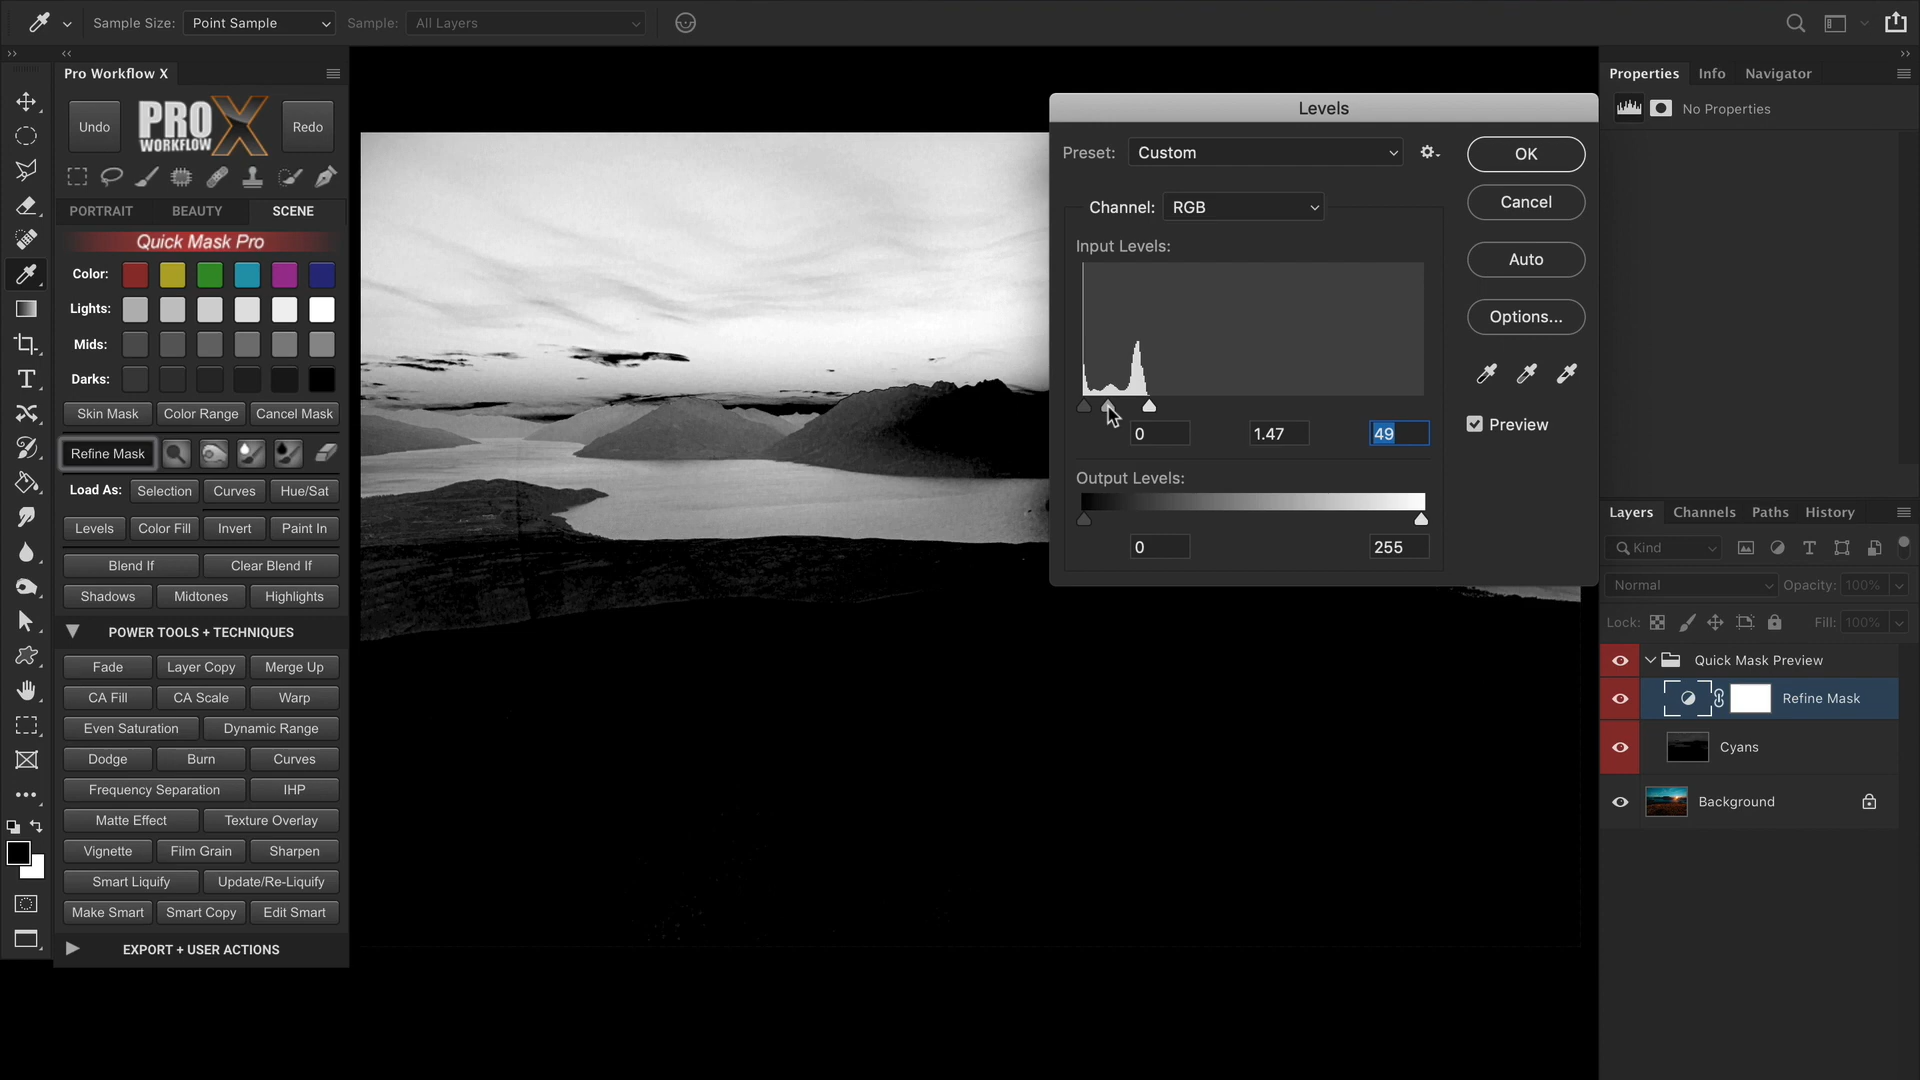 Sample Size: Point Sample Sample: All Layers
Pro Workflow X
Undo PRO X WORKFLOW Redo
PORTRAIT BEAUTY SCENE
Quick Mask Pro
Color:
Lights:
Mids:
Darks:
Skin Mask Color Range Cancel Mask
Refine Mask
Load As: Selection Curves Hue/Sat
Levels Color Fill Invert Paint In
Blend If Clear Blend If
Shadows Midtones Highlights
POWER TOOLS + TECHNIQUES
Fade Layer Copy Merge Up
CA Fill CA Scale Warp
Even Saturation Dynamic Range
Dodge Burn Curves
Frequency Separation IHP
Matte Effect Texture Overlay
Vignette Film Grain Sharpen
Smart Liquify Update/Re-Liquify
Make Smart Smart Copy Edit Smart
EXPORT + USER ACTIONS
Levels
Preset: Custom
Channel: RGB
Input Levels:
0 1.47 49
Output Levels:
0 255
OK
Cancel
Auto
Options...
Preview
Properties Info Navigator
No Properties
Layers Channels Paths History
Kind
Normal Opacity: 100%
Lock: Fill: 100%
Quick Mask Preview
Refine Mask
Cyans
Background